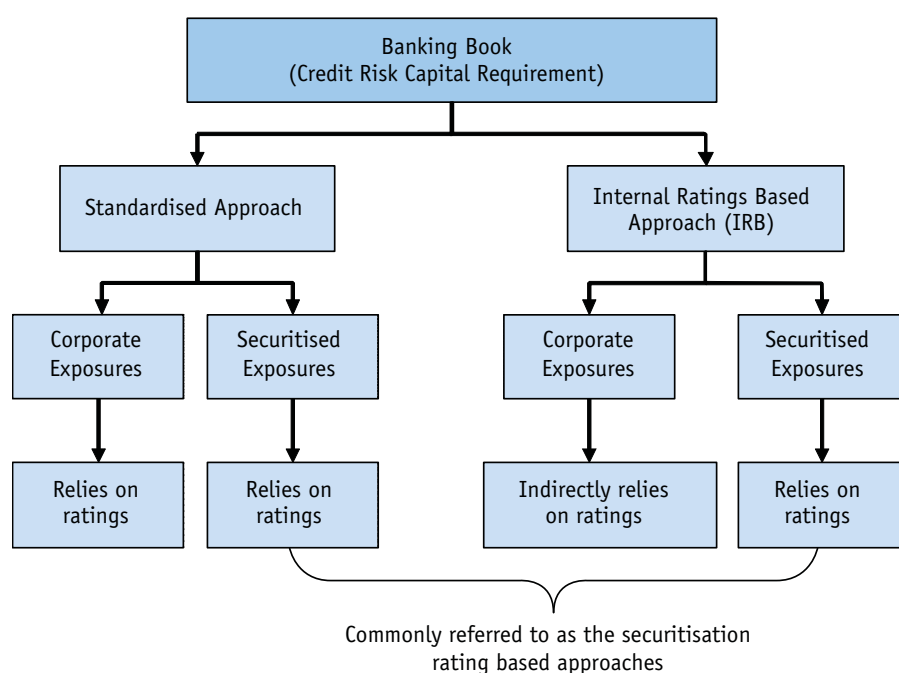 Banking Book
(Credit Risk Capital Requirement)
Standardised Approach
Internal Ratings Based
Approach (IRB)
Corporate
Exposures
Securitised
Exposures
Corporate
Exposures
Securitised
Exposures
Relies on
ratings
Relies on
ratings
Indirectly relies
on ratings
Relies on
ratings
Commonly referred to as the securitisation
rating based approaches